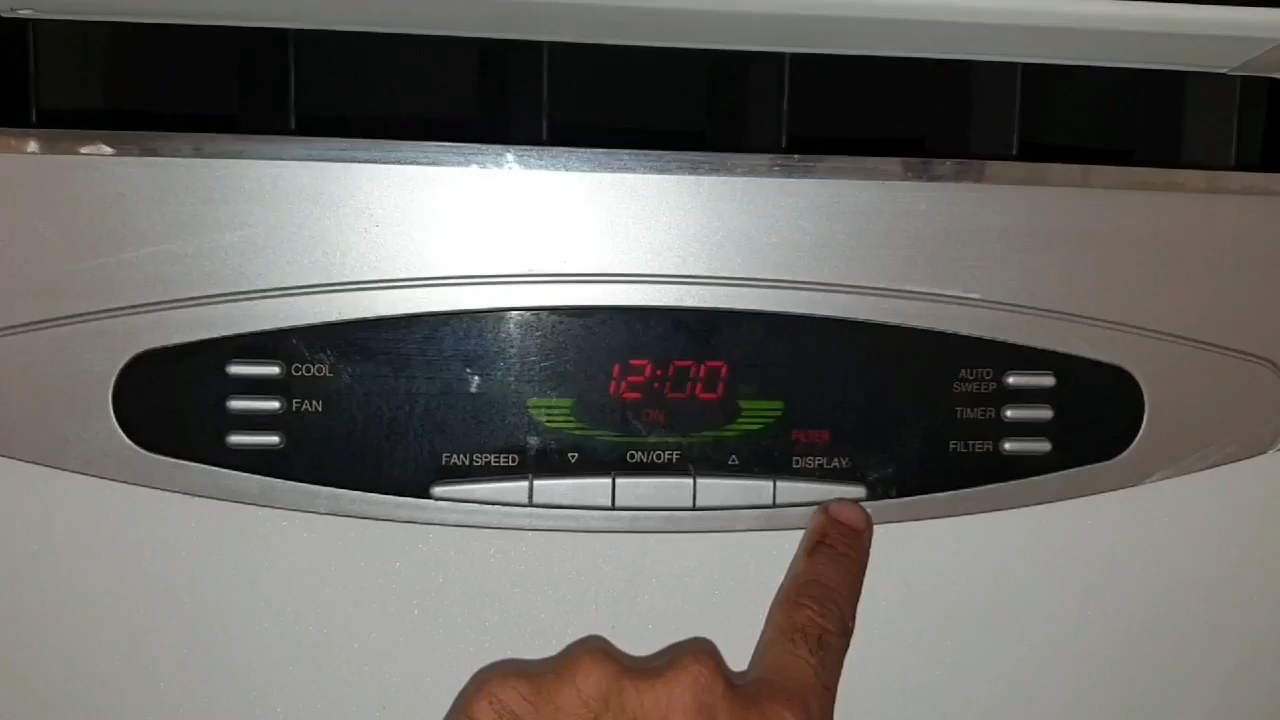 12:00
ON
COOL
FAN
FILTER
FAN SPEED
ON/OFF
DISPLAY
AUTO
SWEEP
TIMER
FILTER